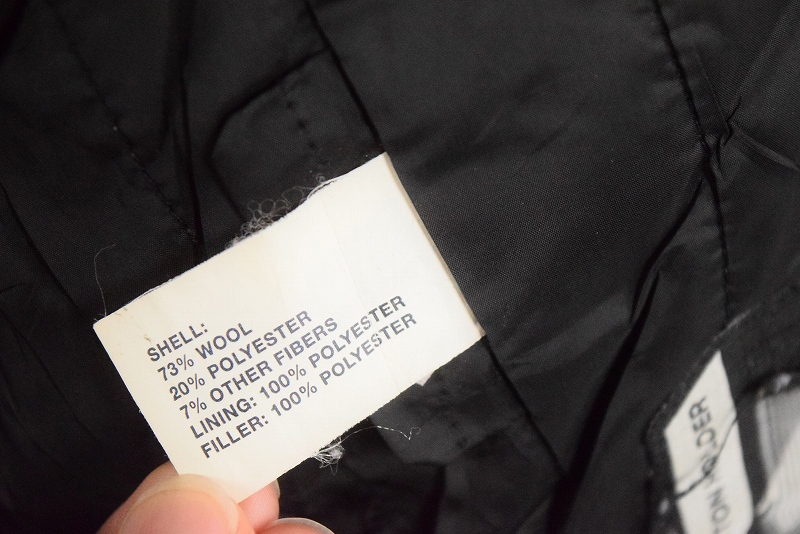 SHELL:
73% WOOL
20% POLYESTER
7% OTHER FIBERS
LINING: 100% POLYESTER
FILLER: 100% POLYESTER